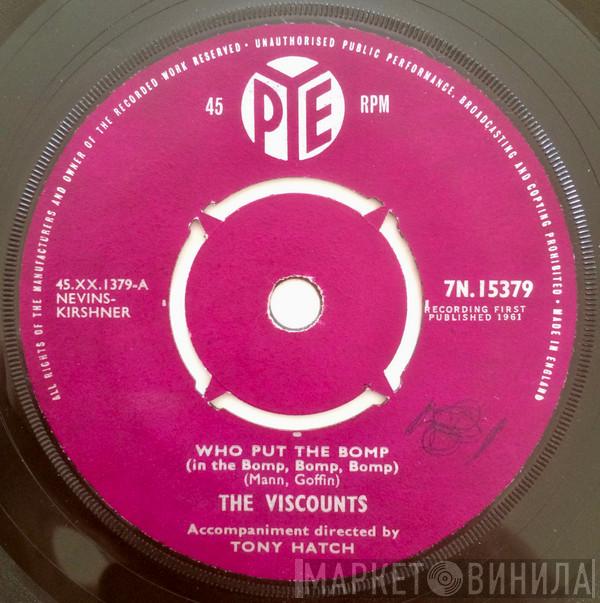 ALL RIGHTS OF THE MANUFACTURERS AND OWNER OF THE RECORDED WORK RESERVED · UNAUTHORISED PUBLIC PERFORMANCE, BROADCASTING AND COPYING PROHIBITED · MADE IN ENGLAND
45 PYE RPM
45.XX.1379-A
NEVINS-
KIRSHNER
7N.15379
RECORDING FIRST
PUBLISHED 1961
WHO PUT THE BOMP
(in the Bomp, Bomp, Bomp)
(Mann, Goffin)
THE VISCOUNTS
Accompaniment directed by
TONY HATCH
МАРКЕТ ВИНИЛА